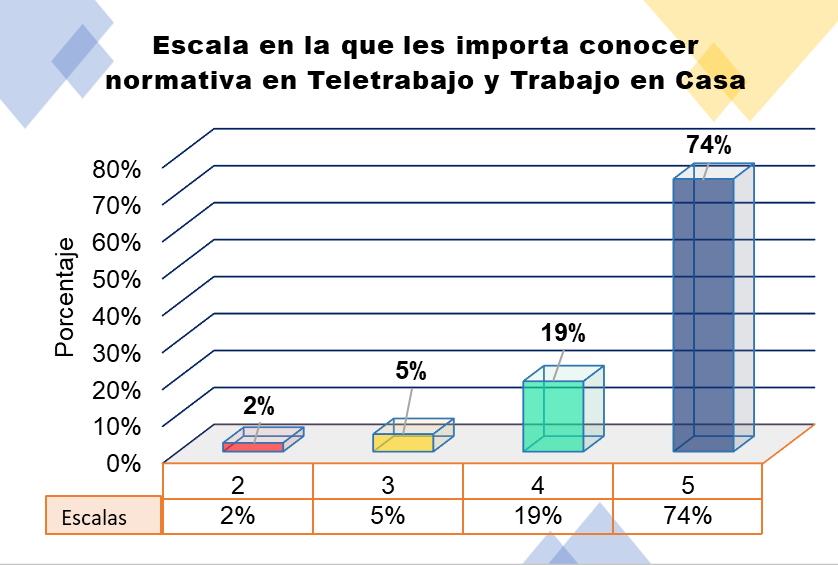 Escala en la que les importa conocer
normativa en Teletrabajo y Trabajo en Casa
Porcentaje
80%
70%
60%
50%
40%
30%
20%
10%
0%
2%
5%
19%
74%
2 3 4 5
Escalas 2% 5% 19% 74%